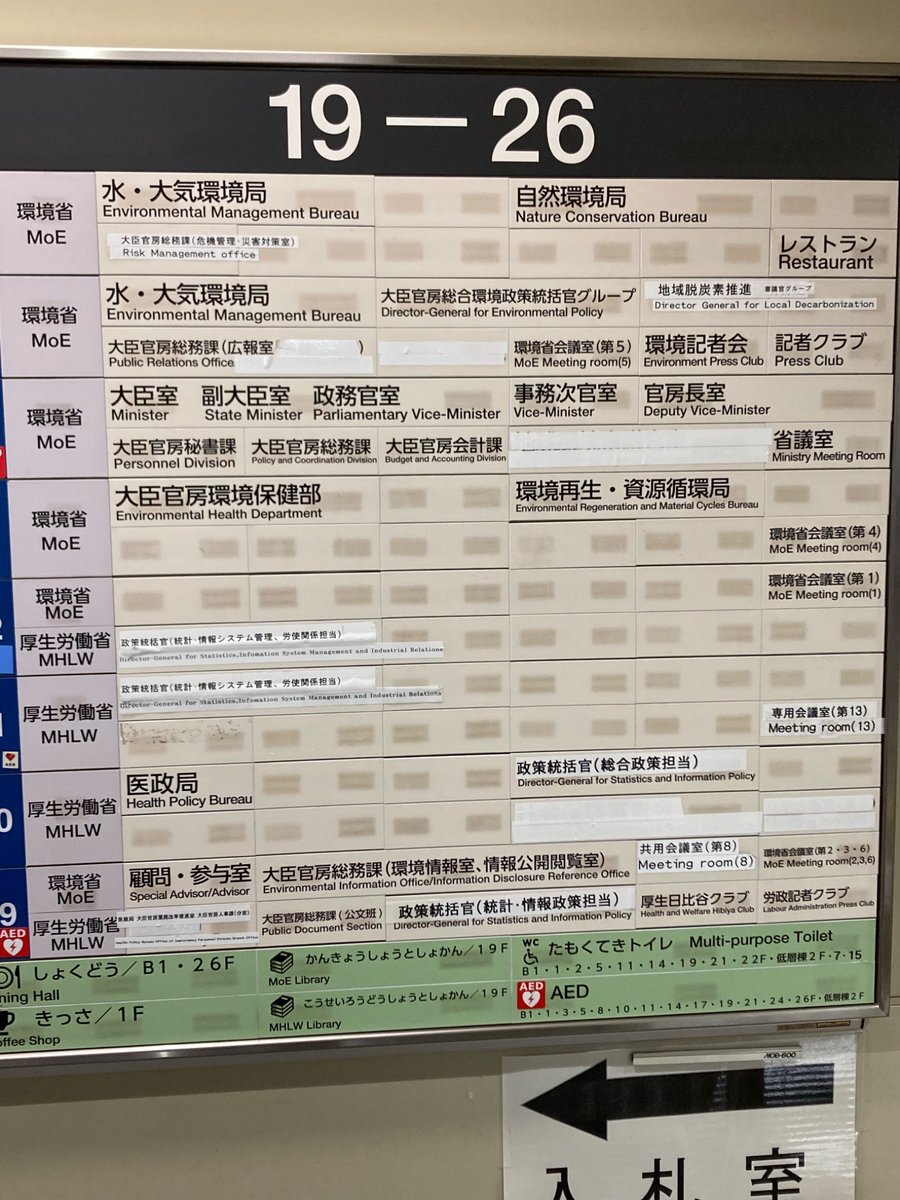 19 — 26
環境省
MoE
水・大気環境局
Environmental Management Bureau
自然環境局
Nature Conservation Bureau
大臣官房総務課(危機管理・災害対策室)
Risk Management office
レストラン
Restaurant
環境省
MoE
水・大気環境局
Environmental Management Bureau
大臣官房総合環境政策統括官グループ
Director-General for Environmental Policy
地域脱炭素推進 審議官グループ
Director General for Local Decarbonization
大臣官房総務課(広報室 )
Public Relations Office
環境省会議室(第5)
MoE Meeting room(5)
環境記者会
Environment Press Club
記者クラブ
Press Club
環境省
MoE
大臣室 副大臣室 政務官室
Minister State Minister Parliamentary Vice-Minister
事務次官室
Vice-Minister
官房長室
Deputy Vice-Minister
大臣官房秘書課
Personnel Division
大臣官房総務課
Policy and Coordination Division
大臣官房会計課
Budget and Accounting Division
省議室
Ministry Meeting Room
環境省
MoE
大臣官房環境保健部
Environmental Health Department
環境再生・資源循環局
Environmental Regeneration and Material Cycles Bureau
環境省会議室(第4)
MoE Meeting room(4)
環境省
MoE
環境省会議室(第1)
MoE Meeting room(1)
厚生労働省
MHLW
政策統括官(統計・情報システム管理、労使関係担当)
Director-General for Statistics,Infomation System Management and Industrial Relations
厚生労働省
MHLW
政策統括官(統計・情報システム管理、労使関係担当)
Director-General for Statistics,Infomation System Management and Industrial Relations
専用会議室(第13)
Meeting room(13)
0
厚生労働省
MHLW
医政局
Health Policy Bureau
政策統括官(総合政策担当)
Director-General for Statistics and Information Policy
9
環境省
MoE
顧問・参与室
Special Advisor/Advisor
大臣官房総務課(環境情報室、情報公開閲覧室)
Environmental Information Office/Information Disclosure Reference Office
共用会議室(第8)
Meeting room(8)
環境省会議室(第2・3・6)
MoE Meeting room(2,3,6)
AED
厚生労働省
MHLW
大臣官房総務課(公文班)
Public Document Section
政策統括官(統計・情報政策担当)
Director-General for Statistics and Information Policy
厚生日比谷クラブ
Health and Welfare Hibiya Club
労政記者クラブ
Labour Administration Press Club
しょくどう/B1・26F
ning Hall
かんきょうしょうとしょかん/19F
MoE Library
WC
たもくてきトイレ Multi-purpose Toilet
B1・1・2・5・11・14・19・21・22F・低層棟2F・7・15
きっさ/1F
offee Shop
こうせいろうどうしょうとしょかん/19F
MHLW Library
AED
AED
B1・1・3・5・8・10・11・14・17・19・21・24・26F・低層棟2F
MOB-600
入札室